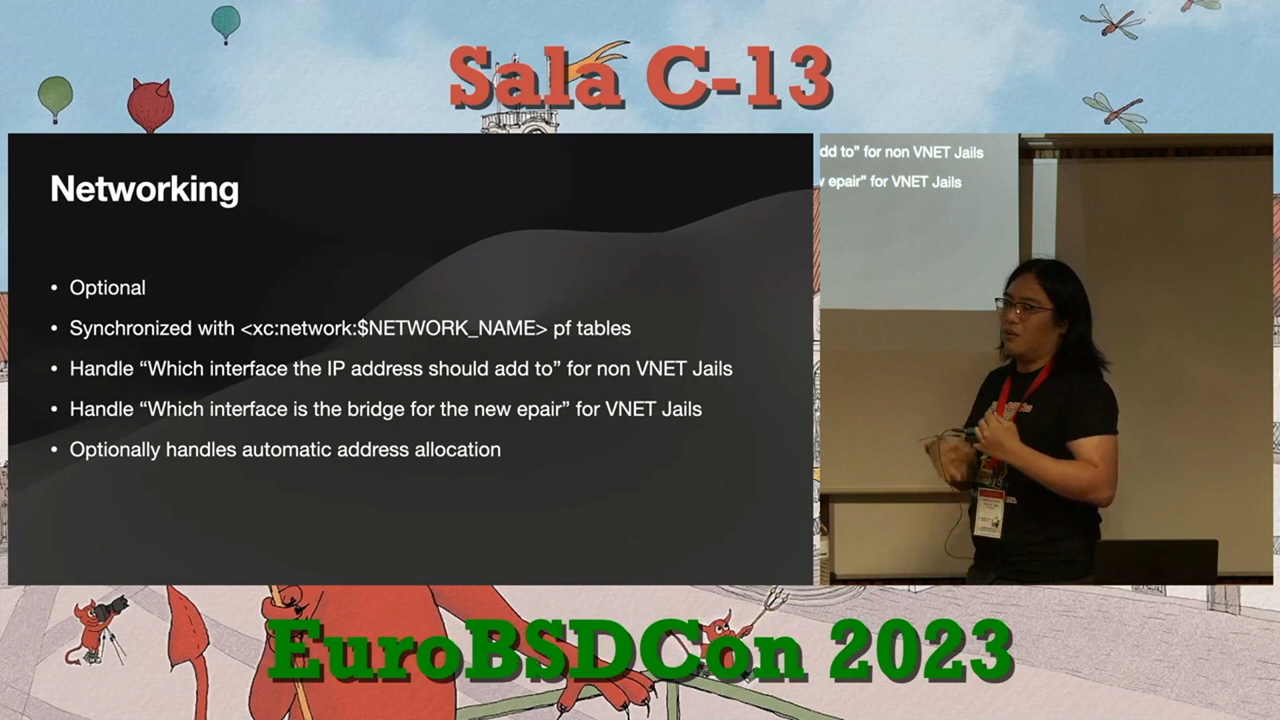 Sala C-13
Networking
• Optional
• Synchronized with <xc:network:$NETWORK_NAME> pf tables
• Handle “Which interface the IP address should add to” for non VNET Jails
• Handle “Which interface is the bridge for the new epair” for VNET Jails
• Optionally handles automatic address allocation
dd to” for non VNET Jails
epair” for VNET Jails
EuroBSDCon 2023